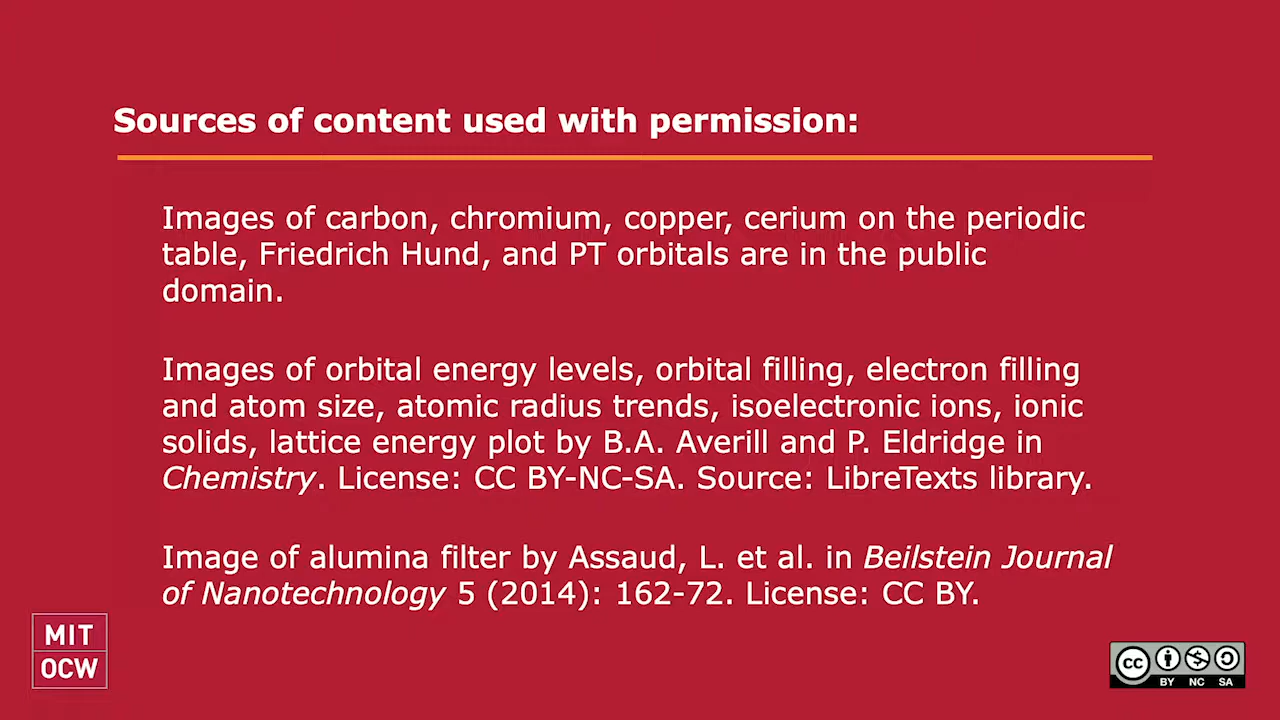 Sources of content used with permission:
Images of carbon, chromium, copper, cerium on the periodic
table, Friedrich Hund, and PT orbitals are in the public
domain.
Images of orbital energy levels, orbital filling, electron filling
and atom size, atomic radius trends, isoelectronic ions, ionic
solids, lattice energy plot by B.A. Averill and P. Eldridge in
Chemistry. License: CC BY-NC-SA. Source: LibreTexts library.
Image of alumina filter by Assaud, L. et al. in Beilstein Journal
of Nanotechnology 5 (2014): 162-72. License: CC BY.
MIT
OCW
cc
BY NC SA